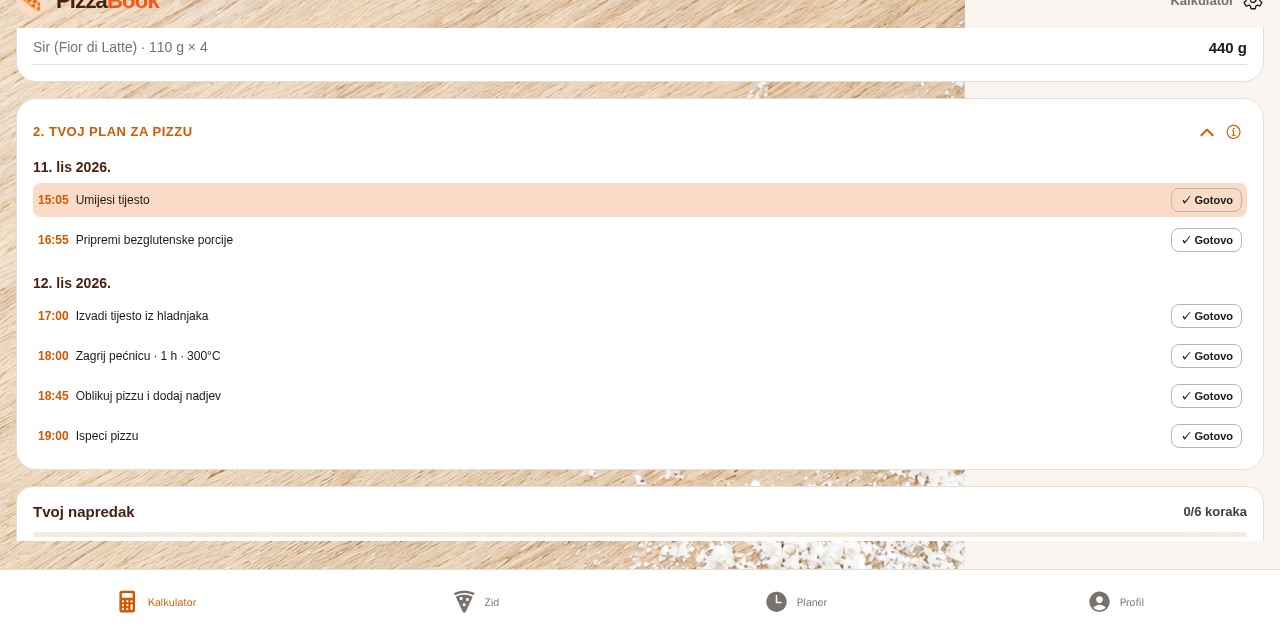 PizzaBook
Kalkulator
Sir (Fior di Latte) · 110 g × 4
440 g
2. TVOJ PLAN ZA PIZZU
11. lis 2026.
15:05 Umijesi tijesto
✓ Gotovo
16:55 Pripremi bezglutenske porcije
✓ Gotovo
12. lis 2026.
17:00 Izvadi tijesto iz hladnjaka
✓ Gotovo
18:00 Zagrij pećnicu · 1 h · 300°C
✓ Gotovo
18:45 Oblikuj pizzu i dodaj nadjev
✓ Gotovo
19:00 Ispeci pizzu
✓ Gotovo
Tvoj napredak
0/6 koraka
Kalkulator
Zid
Planer
Profil